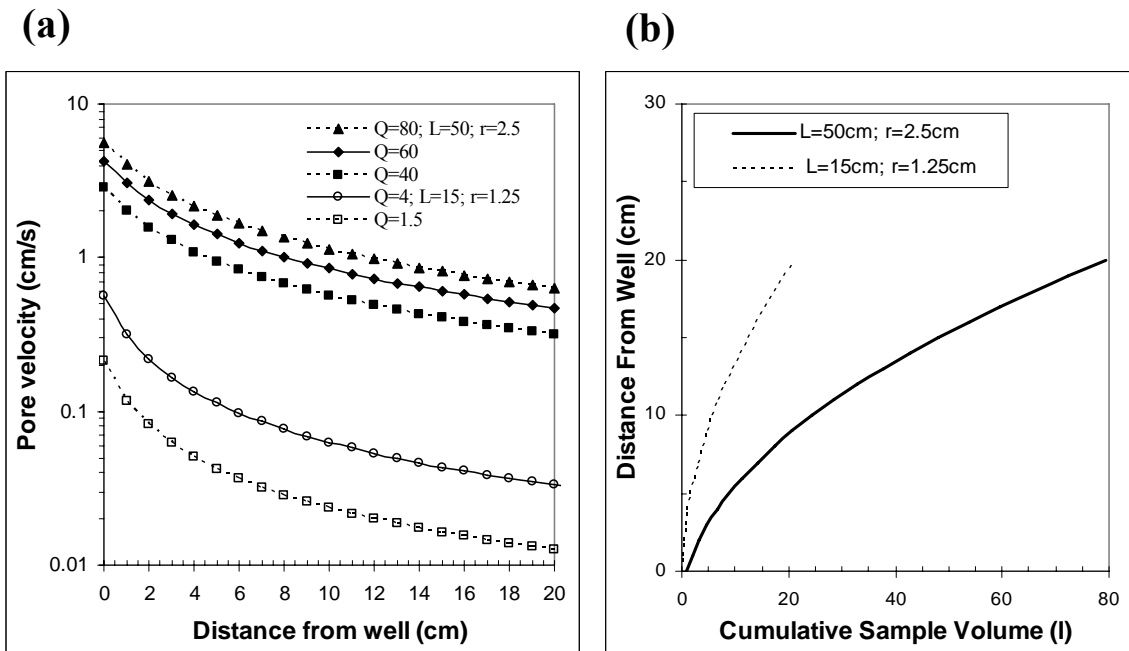 (a)
10
1
0.1
0.01
Pore velocity (cm/s)
Q=80; L=50; r=2.5
Q=60
Q=40
Q=4; L=15; r=1.25
Q=1.5
0 2 4 6 8 10 12 14 16 18 20
Distance from well (cm)
(b)
30
20
10
0
Distance From Well (cm)
L=50cm; r=2.5cm
L=15cm; r=1.25cm
0 20 40 60 80
Cumulative Sample Volume (l)